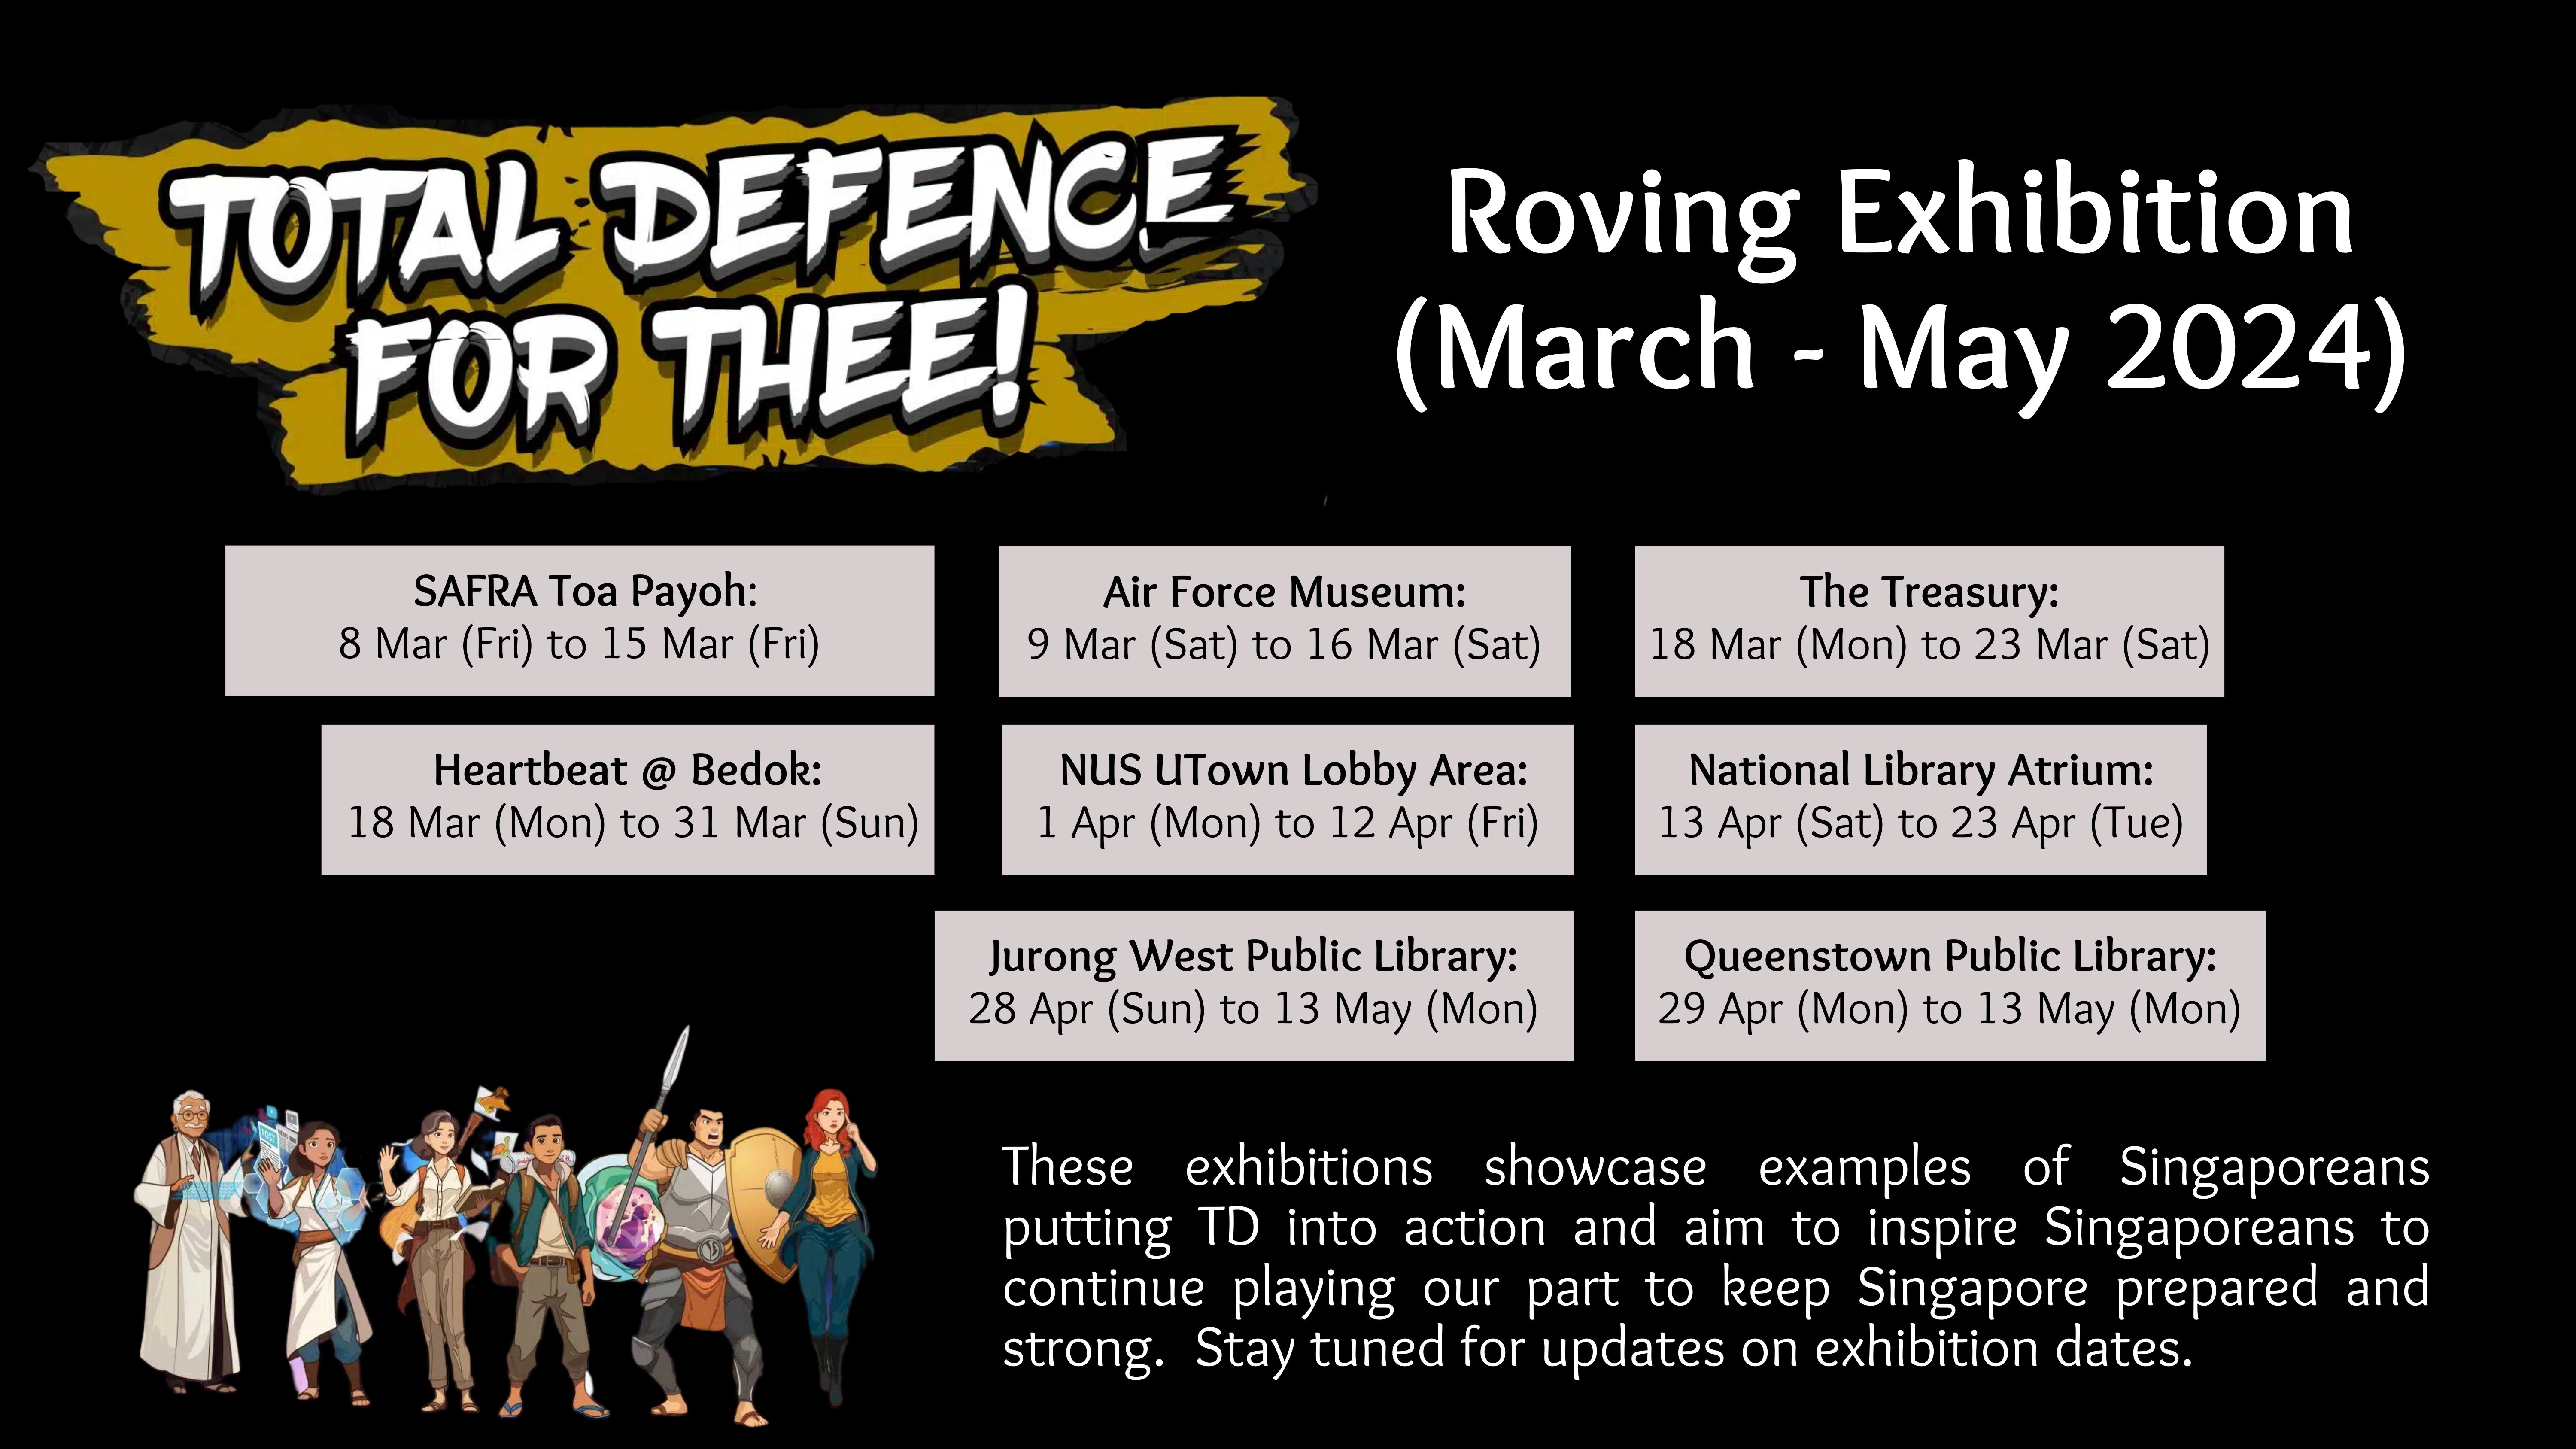 TOTAL DEFENCE
FOR THEE!
Roving Exhibition
(March - May 2024)
SAFRA Toa Payoh:
8 Mar (Fri) to 15 Mar (Fri)
Air Force Museum:
9 Mar (Sat) to 16 Mar (Sat)
The Treasury:
18 Mar (Mon) to 23 Mar (Sat)
Heartbeat @ Bedok:
18 Mar (Mon) to 31 Mar (Sun)
NUS UTown Lobby Area:
1 Apr (Mon) to 12 Apr (Fri)
National Library Atrium:
13 Apr (Sat) to 23 Apr (Tue)
Jurong West Public Library:
28 Apr (Sun) to 13 May (Mon)
Queenstown Public Library:
29 Apr (Mon) to 13 May (Mon)
POST
These exhibitions showcase examples of Singaporeans
putting TD into action and aim to inspire Singaporeans to
continue playing our part to keep Singapore prepared and
strong. Stay tuned for updates on exhibition dates.